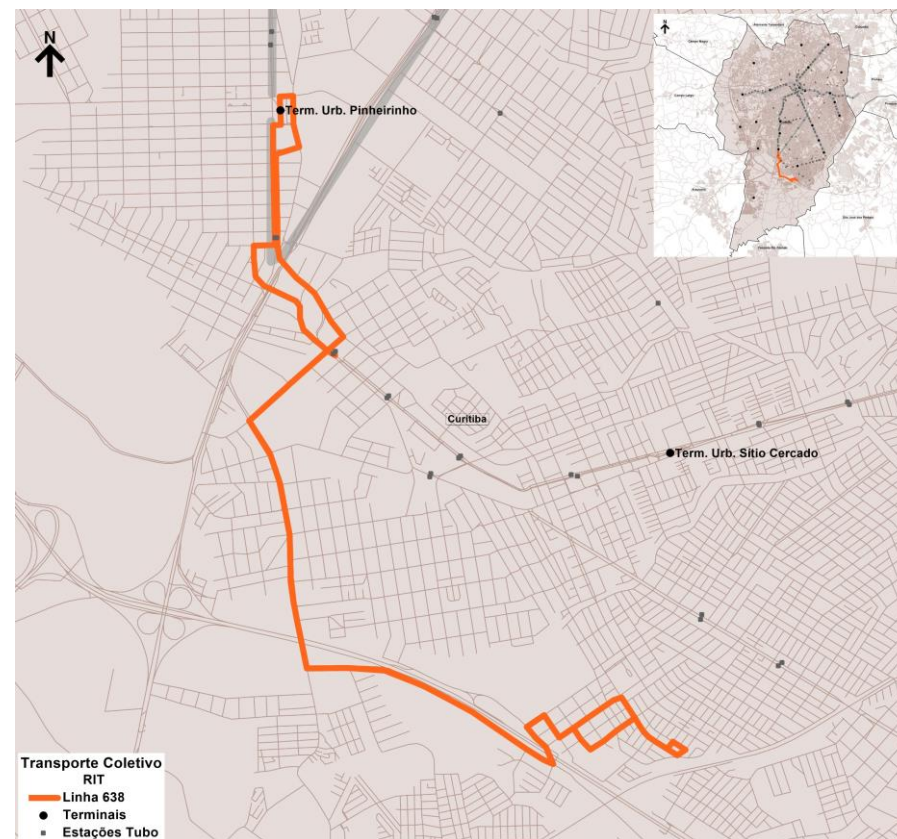 N
Term. Urb. Pinheirinho
Curitiba
Term. Urb. Sítio Cercado
Transporte Coletivo
RIT
Linha 638
Terminais
Estações Tubo